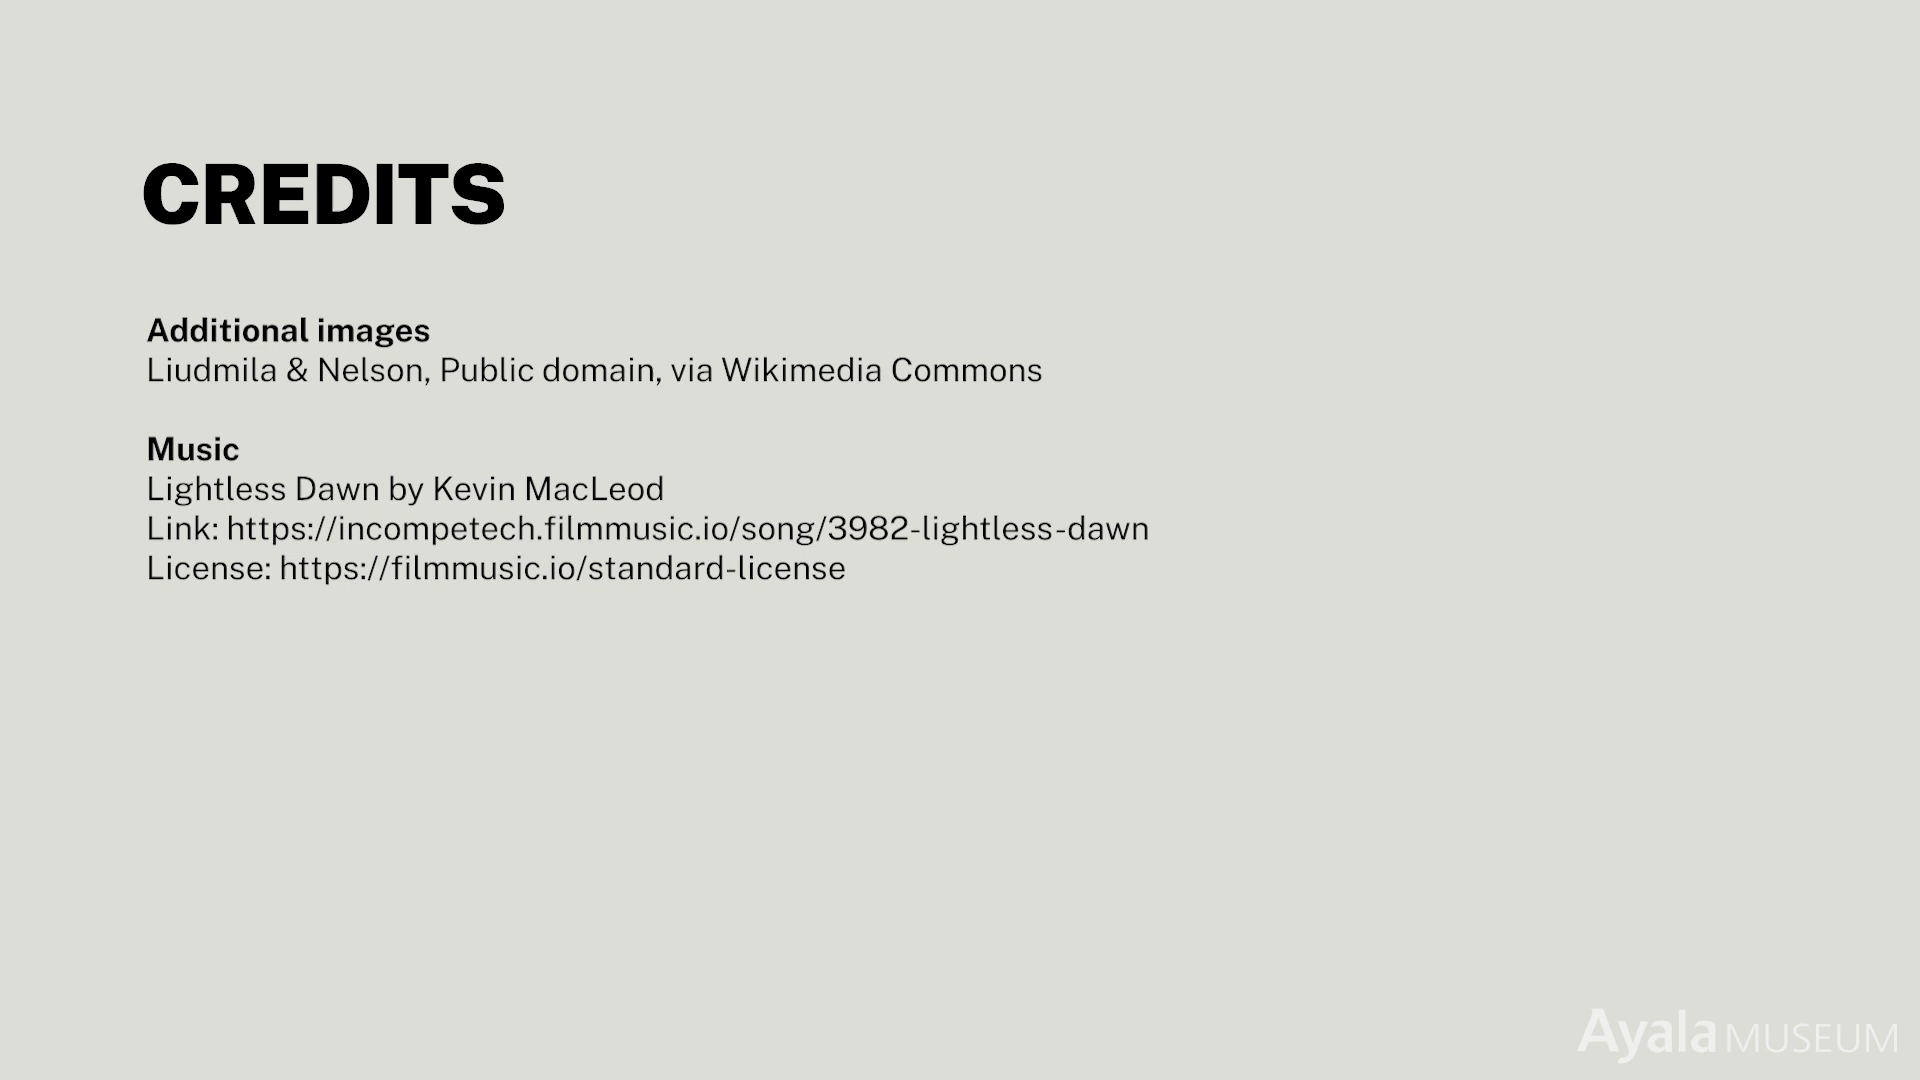 CREDITS
Additional images
Liudmila & Nelson, Public domain, via Wikimedia Commons
Music
Lightless Dawn by Kevin MacLeod
Link: https://incompetech.filmmusic.io/song/3982-lightless-dawn
License: https://filmmusic.io/standard-license
Ayala MUSEUM